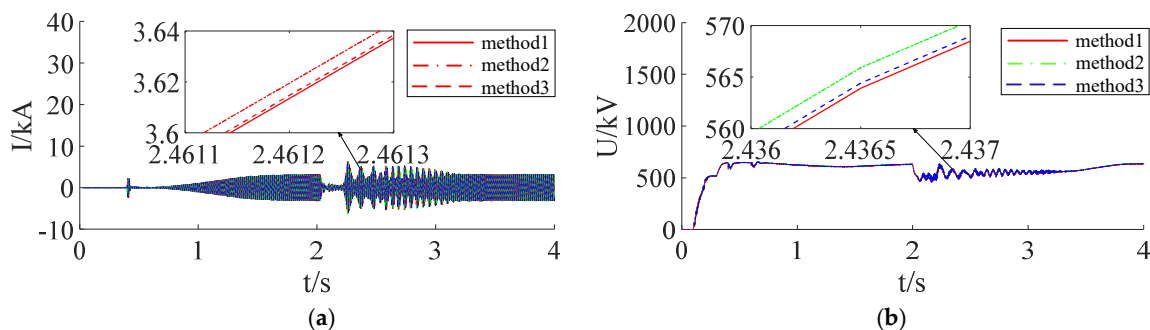 40
30
20
10
0
-10
I/kA
3.64
3.62
3.6
2.4611
2.4612
2.4613
method1
method2
method3
0
1
2
3
4
t/s
(a)
2000
1500
1000
500
0
U/kV
570
565
560
2.436
2.4365
2.437
method1
method2
method3
0
1
2
3
4
t/s
(b)